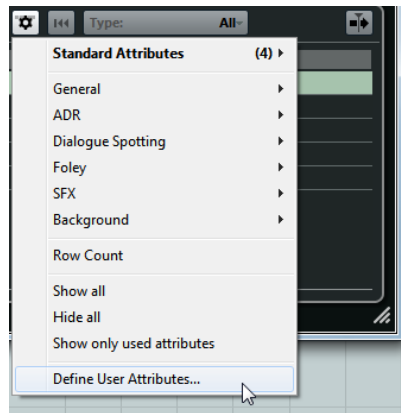 Type: All
Standard Attributes (4)
General
ADR
Dialogue Spotting
Foley
SFX
Background
Row Count
Show all
Hide all
Show only used attributes
Define User Attributes...